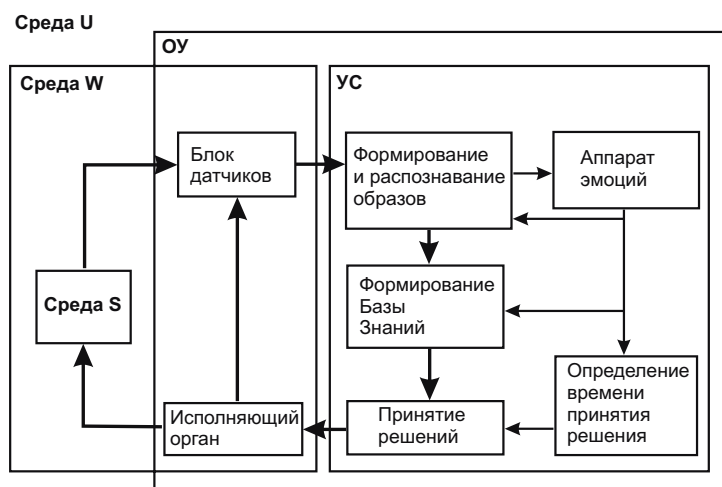 Среда U
ОУ
Среда W
УС
Блок
датчиков
Формирование
и распознавание
образов
Аппарат
эмоций
Среда S
Формирование
Базы
Знаний
Определение
времени
принятия
решения
Исполняющий
орган
Принятие
решений